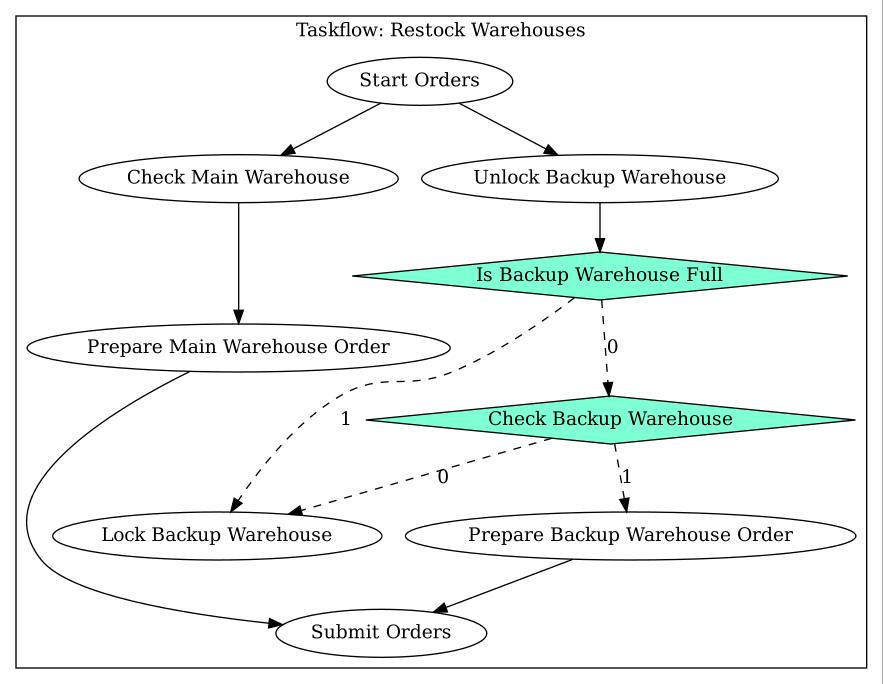 Taskflow: Restock Warehouses
Start Orders
Check Main Warehouse
Unlock Backup Warehouse
Is Backup Warehouse Full
Prepare Main Warehouse Order
0
1
Check Backup Warehouse
0
1
Lock Backup Warehouse
Prepare Backup Warehouse Order
Submit Orders